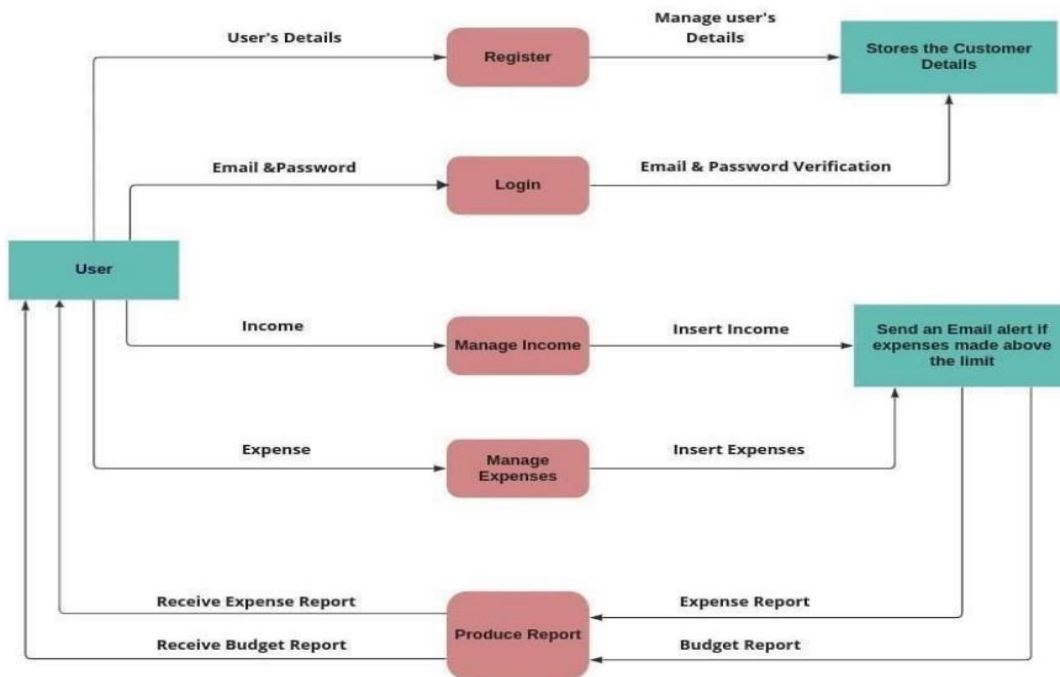 User's Details
Register
Manage user's
Details
Stores the Customer
Details
Email &Password
Login
Email & Password Verification
User
Income
Manage Income
Insert Income
Send an Email alert if
expenses made above
the limit
Expense
Manage
Expenses
Insert Expenses
Receive Expense Report
Expense Report
Produce Report
Receive Budget Report
Budget Report